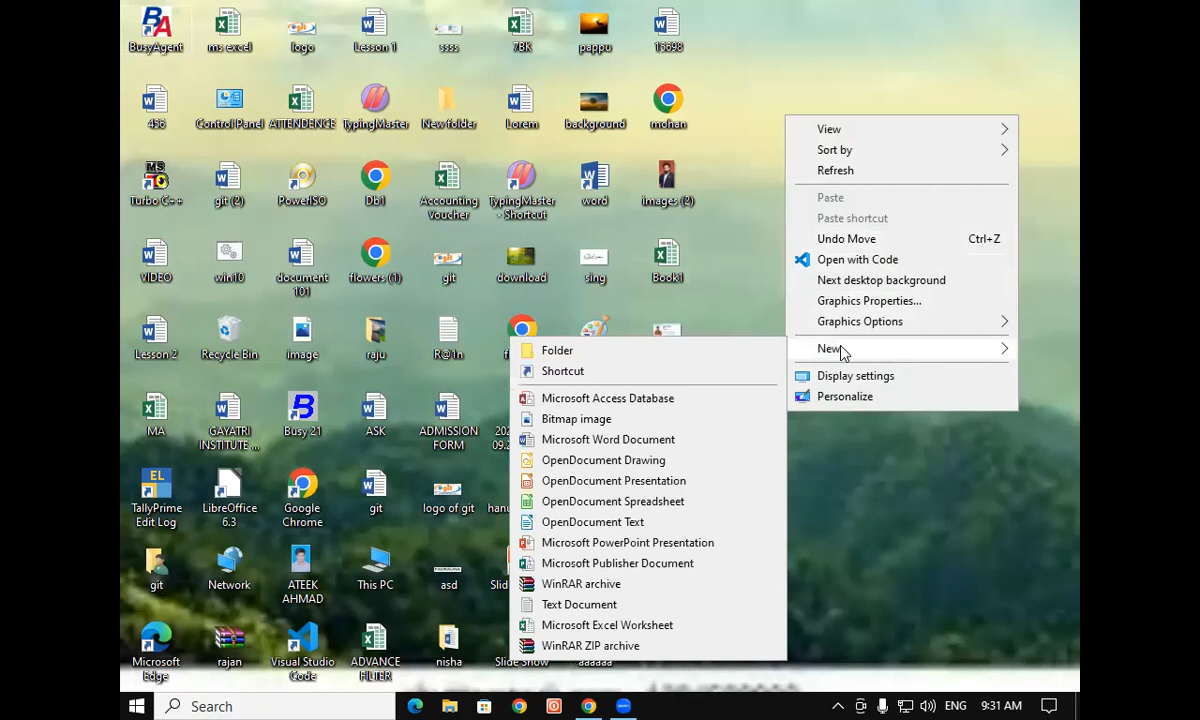 BusyAgent
ms excel
logo
Lesson 1
ssss
7BK
pappu
15698
456
Control Panel
ATTENDENCE
TypingMaster
New folder
Lorem
background
mohan
Turbo C++
git (2)
PowerISO
Db1
Accounting
Voucher
TypingMaster
- Shortcut
word
images (2)
VIDEO
win10
document
101
flowers (1)
git
download
sing
Book1
Lesson 2
Recycle Bin
image
raju
R@1n
MA
GAYATRI
INSTITUTE ...
Busy 21
ASK
ADMISSION
FORM
TallyPrime
Edit Log
LibreOffice
6.3
Google
Chrome
git
logo of git
git
Network
ATEEK
AHMAD
This PC
asd
Microsoft
Edge
rajan
Visual Studio
Code
ADVANCE
FILTER
nisha
Slide Show
aaaaaa
View
Sort by
Refresh
Paste
Paste shortcut
Undo Move Ctrl+Z
Open with Code
Next desktop background
Graphics Properties...
Graphics Options
New
Display settings
Personalize
Folder
Shortcut
Microsoft Access Database
Bitmap image
Microsoft Word Document
OpenDocument Drawing
OpenDocument Presentation
OpenDocument Spreadsheet
OpenDocument Text
Microsoft PowerPoint Presentation
Microsoft Publisher Document
WinRAR archive
Text Document
Microsoft Excel Worksheet
WinRAR ZIP archive
Search
ENG
9:31 AM